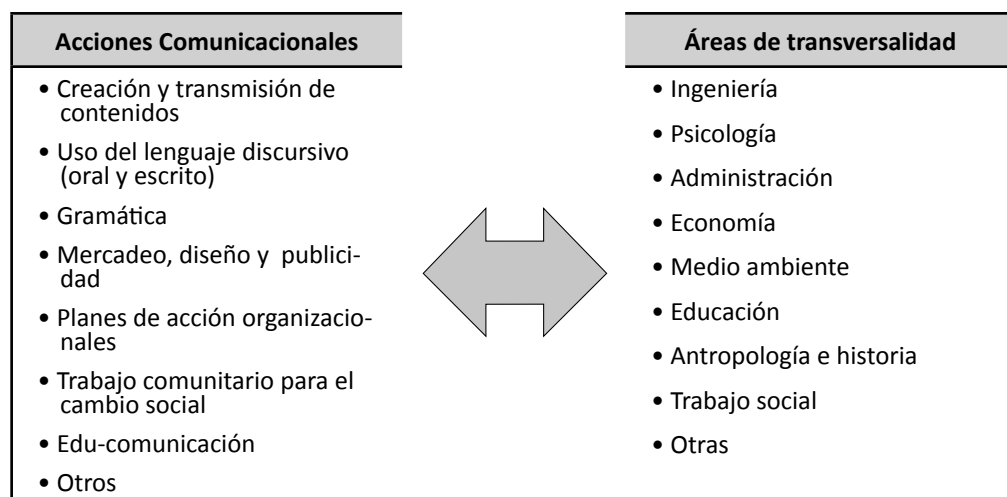 Acciones Comunicacionales
• Creación y transmisión de
contenidos
• Uso del lenguaje discursivo
(oral y escrito)
• Gramática
• Mercadeo, diseño y publici-
dad
• Planes de acción organizacio-
nales
• Trabajo comunitario para el
cambio social
• Edu-comunicación
• Otros
Áreas de transversalidad
• Ingeniería
• Psicología
• Administración
• Economía
• Medio ambiente
• Educación
• Antropología e historia
• Trabajo social
• Otras